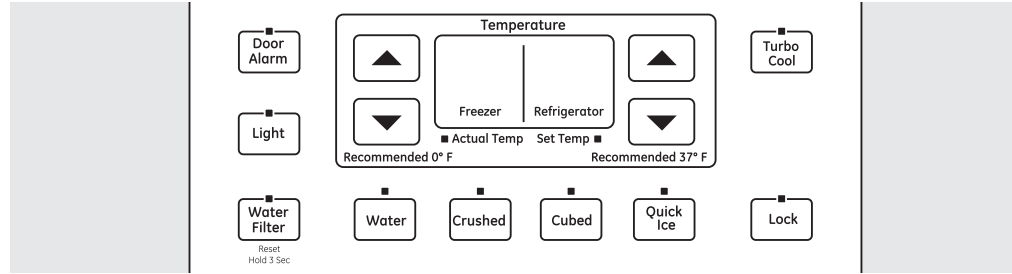 Temperature
Door
Alarm
Turbo
Cool
Freezer
Refrigerator
Light
Actual Temp
Set Temp
Recommended 0° F
Recommended 37° F
Water
Filter
Water
Crushed
Cubed
Quick
Ice
Lock
Reset
Hold 3 Sec